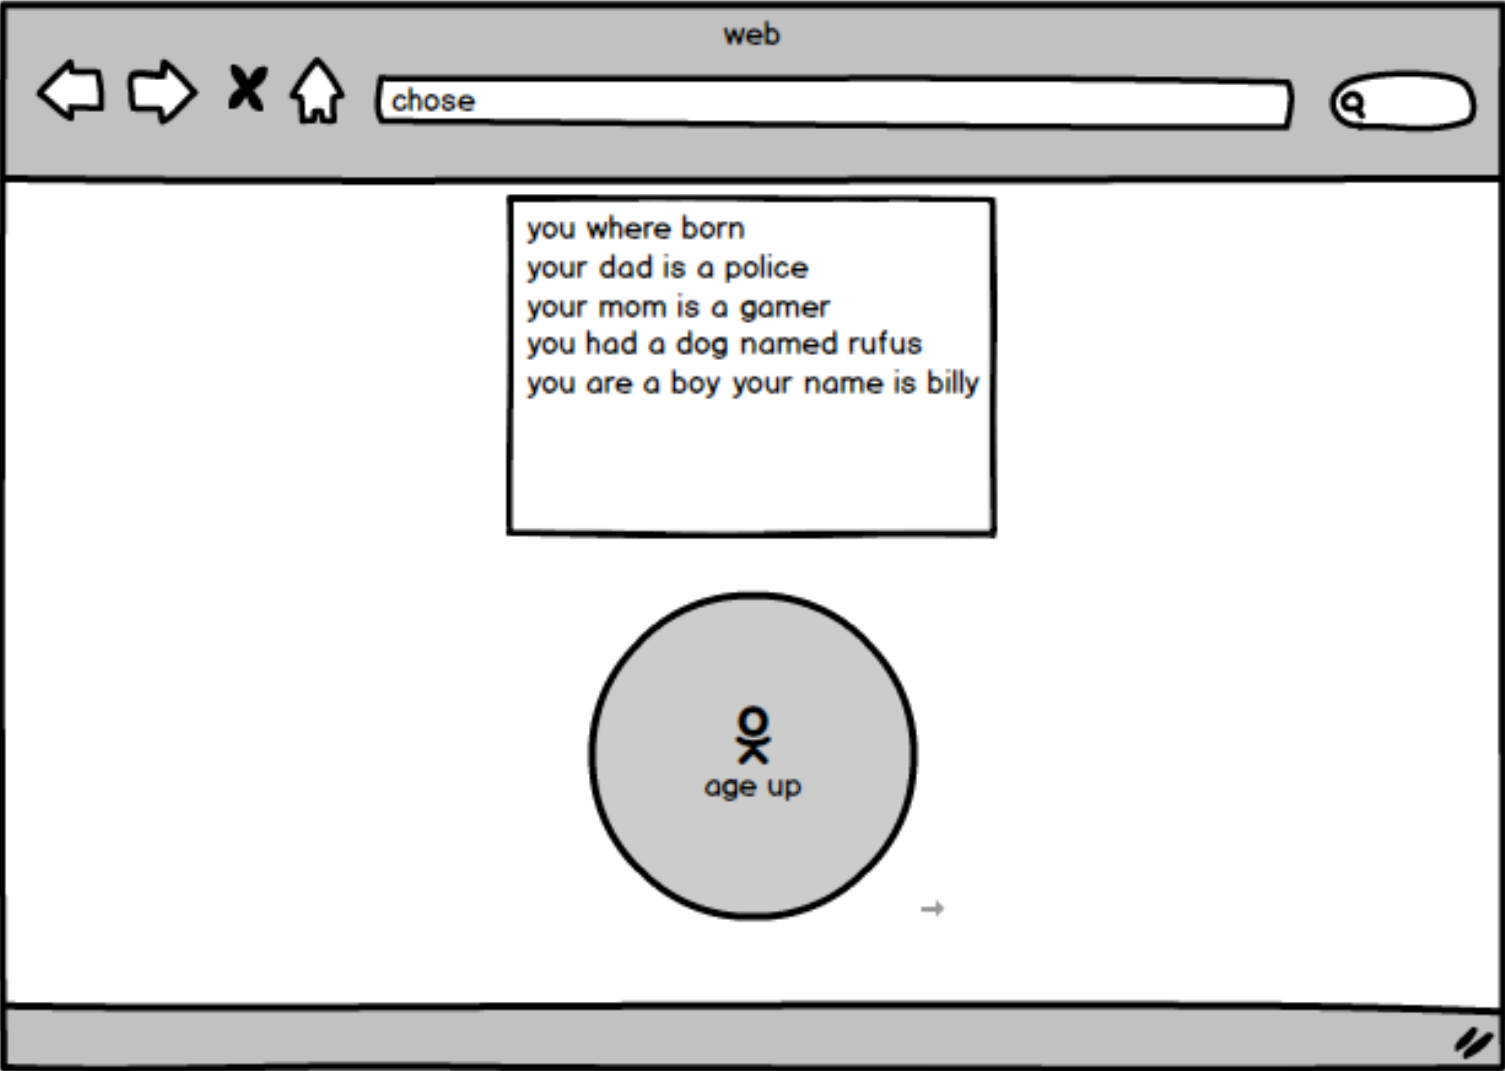 web
chose
you where born
your dad is a police
your mom is a gamer
you had a dog named rufus
you are a boy your name is billy
age up